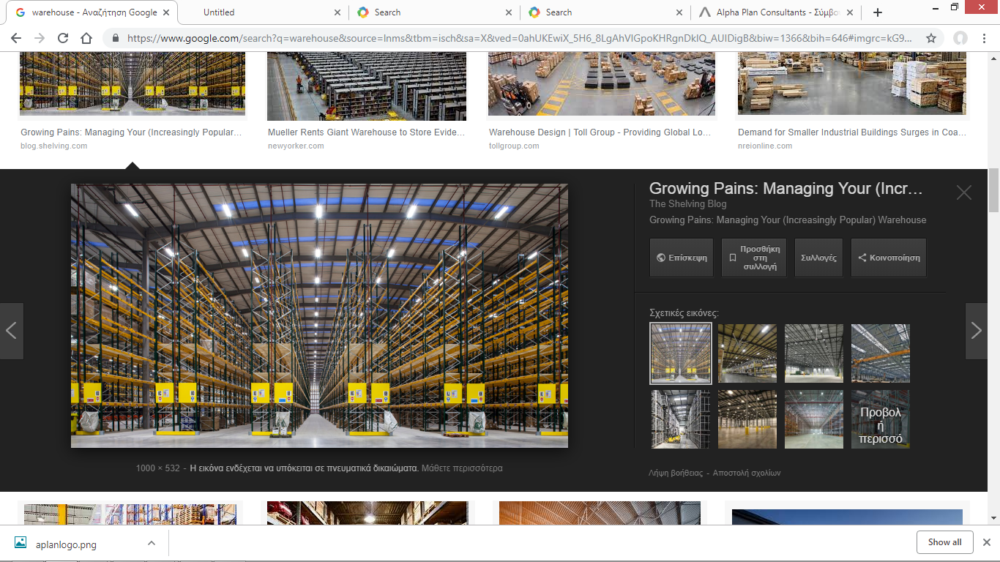 warehouse - Αναζήτηση Google
Untitled
Search
Search
Alpha Plan Consultants - Σύμβο
https://www.google.com/search?q=warehouse&source=lnms&tbm=isch&sa=X&ved=0ahUKEwiX_5H6_8LgAhVIGpoKHRgnDkIQ_AUIDigB&biw=1366&bih=646#imgrc=kG9...
Growing Pains: Managing Your (Increasingly Popular...
blog.shelving.com
Mueller Rents Giant Warehouse to Store Evide...
newyorker.com
Warehouse Design | Toll Group - Providing Global Lo...
tollgroup.com
Demand for Smaller Industrial Buildings Surges in Coa...
nreionline.com
Growing Pains: Managing Your (Incr...
The Shelving Blog
Growing Pains: Managing Your (Increasingly Popular) Warehouse
Επίσκεψη
Προσθήκη
στη
συλλογή
Συλλογές
Κοινοποίηση
Σχετικές εικόνες:
Προβολ
ή
περισσό
1000 × 532 - Η εικόνα ενδέχεται να υπόκειται σε πνευματικά δικαιώματα. Μάθετε περισσότερα
Λήψη βοήθειας - Αποστολή σχολίων
aplanlogo.png
Show all